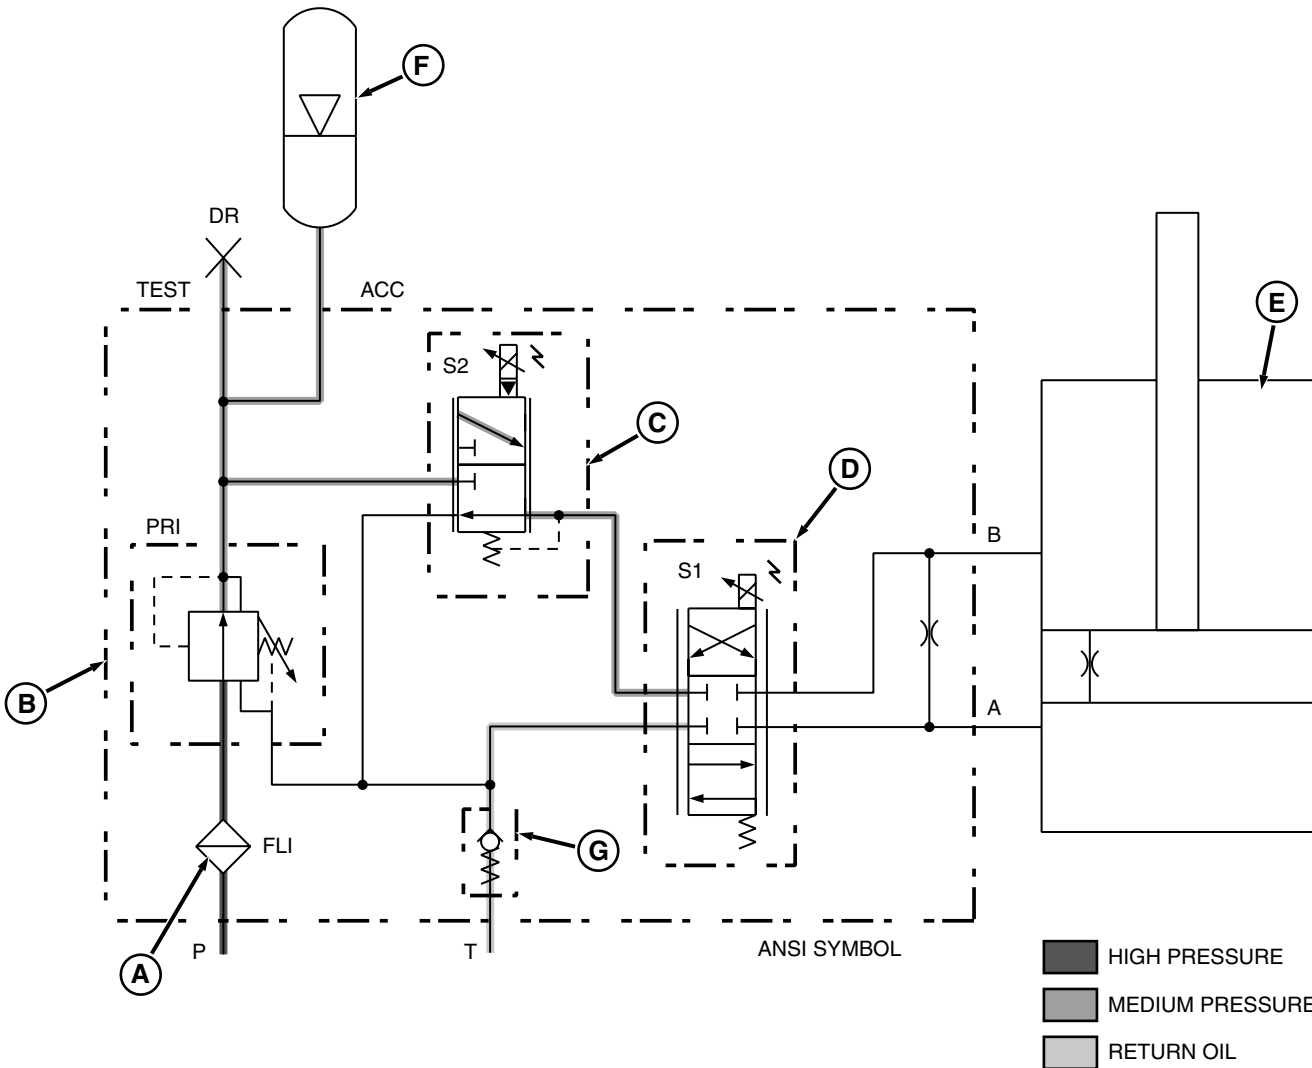 F
DR
TEST
ACC
E
S2
C
D
PRI
B
S1
B
A
FLI
G
P
T
ANSI SYMBOL
A
HIGH PRESSURE
MEDIUM PRESSURE
RETURN OIL